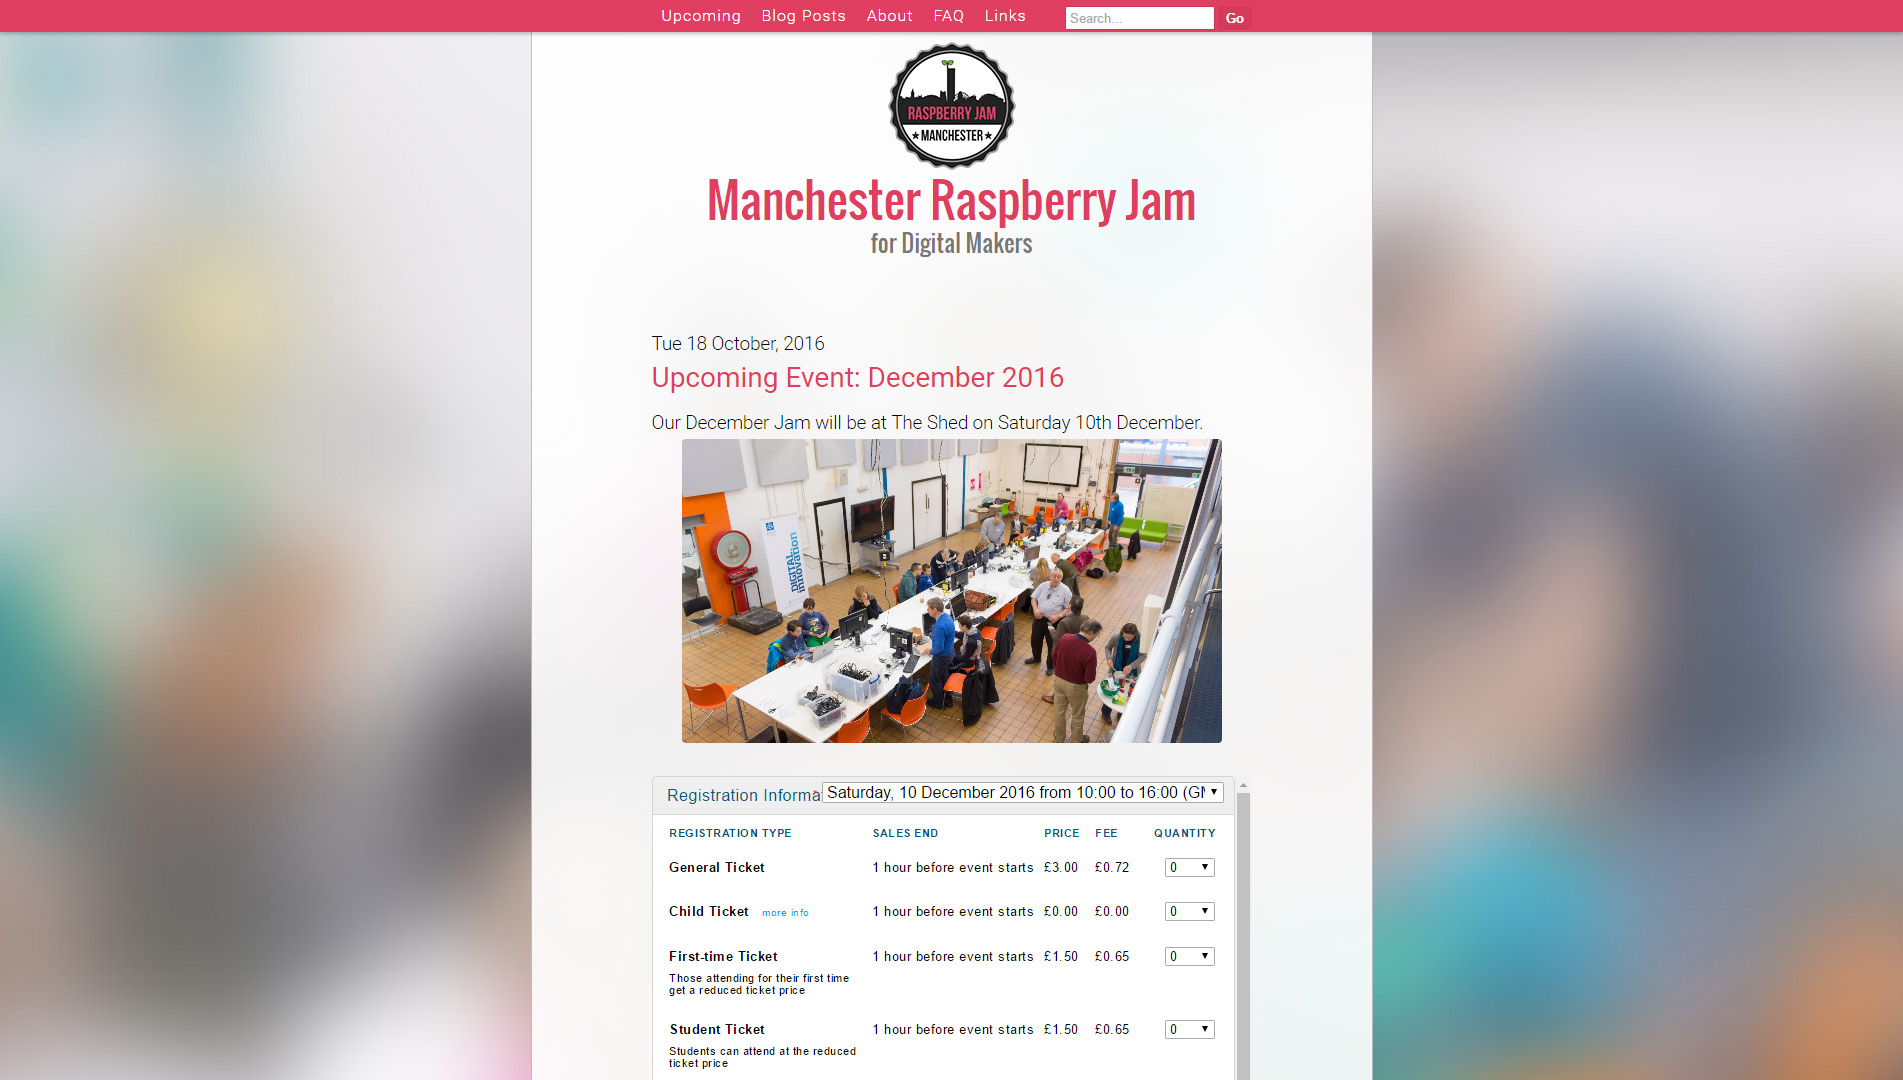 Upcoming Blog Posts About FAQ Links Search... Go
RASPBERRY JAM
★MANCHESTER★
Manchester Raspberry Jam
for Digital Makers
Tue 18 October, 2016
Upcoming Event: December 2016
Our December Jam will be at The Shed on Saturday 10th December.
DIGITAL
innovation
Registration Informa Saturday, 10 December 2016 from 10:00 to 16:00 (GM
REGISTRATION TYPE SALES END PRICE FEE QUANTITY
General Ticket 1 hour before event starts £3.00 £0.72 0
Child Ticket more info 1 hour before event starts £0.00 £0.00 0
First-time Ticket 1 hour before event starts £1.50 £0.65 0
Those attending for their first time
get a reduced ticket price
Student Ticket 1 hour before event starts £1.50 £0.65 0
Students can attend at the reduced
ticket price